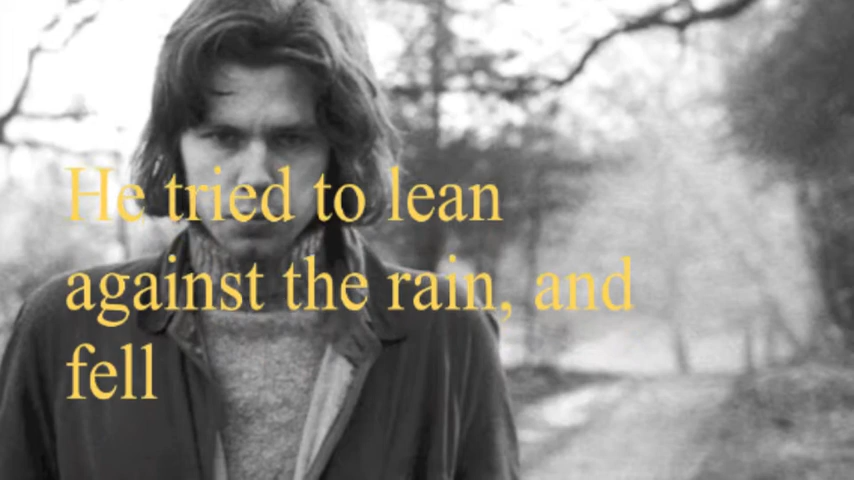 He tried to lean
against the rain, and
fell